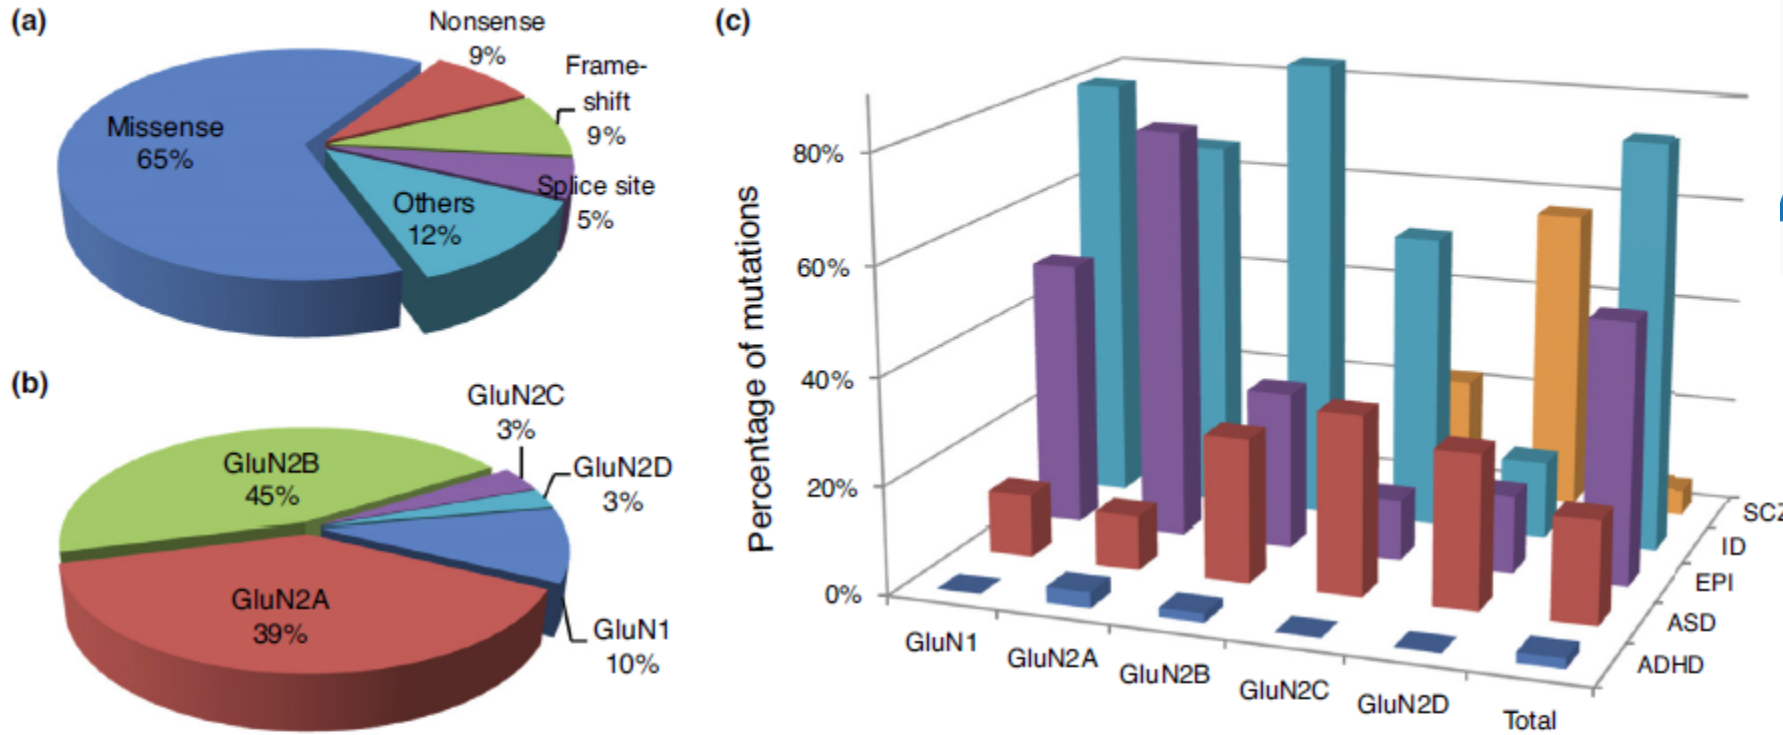 (a)
Nonsense
9%
Frame-
shift
9%
Missense
65%
Splice site
5%
Others
12%
(b)
GluN2C
3%
GluN2D
3%
GluN2B
45%
GluN2A
39%
GluN1
10%
(c)
Percentage of mutations
80%
60%
40%
20%
0%
GluN1
GluN2A
GluN2B
GluN2C
GluN2D
Total
SCZ
ID
EPI
ASD
ADHD